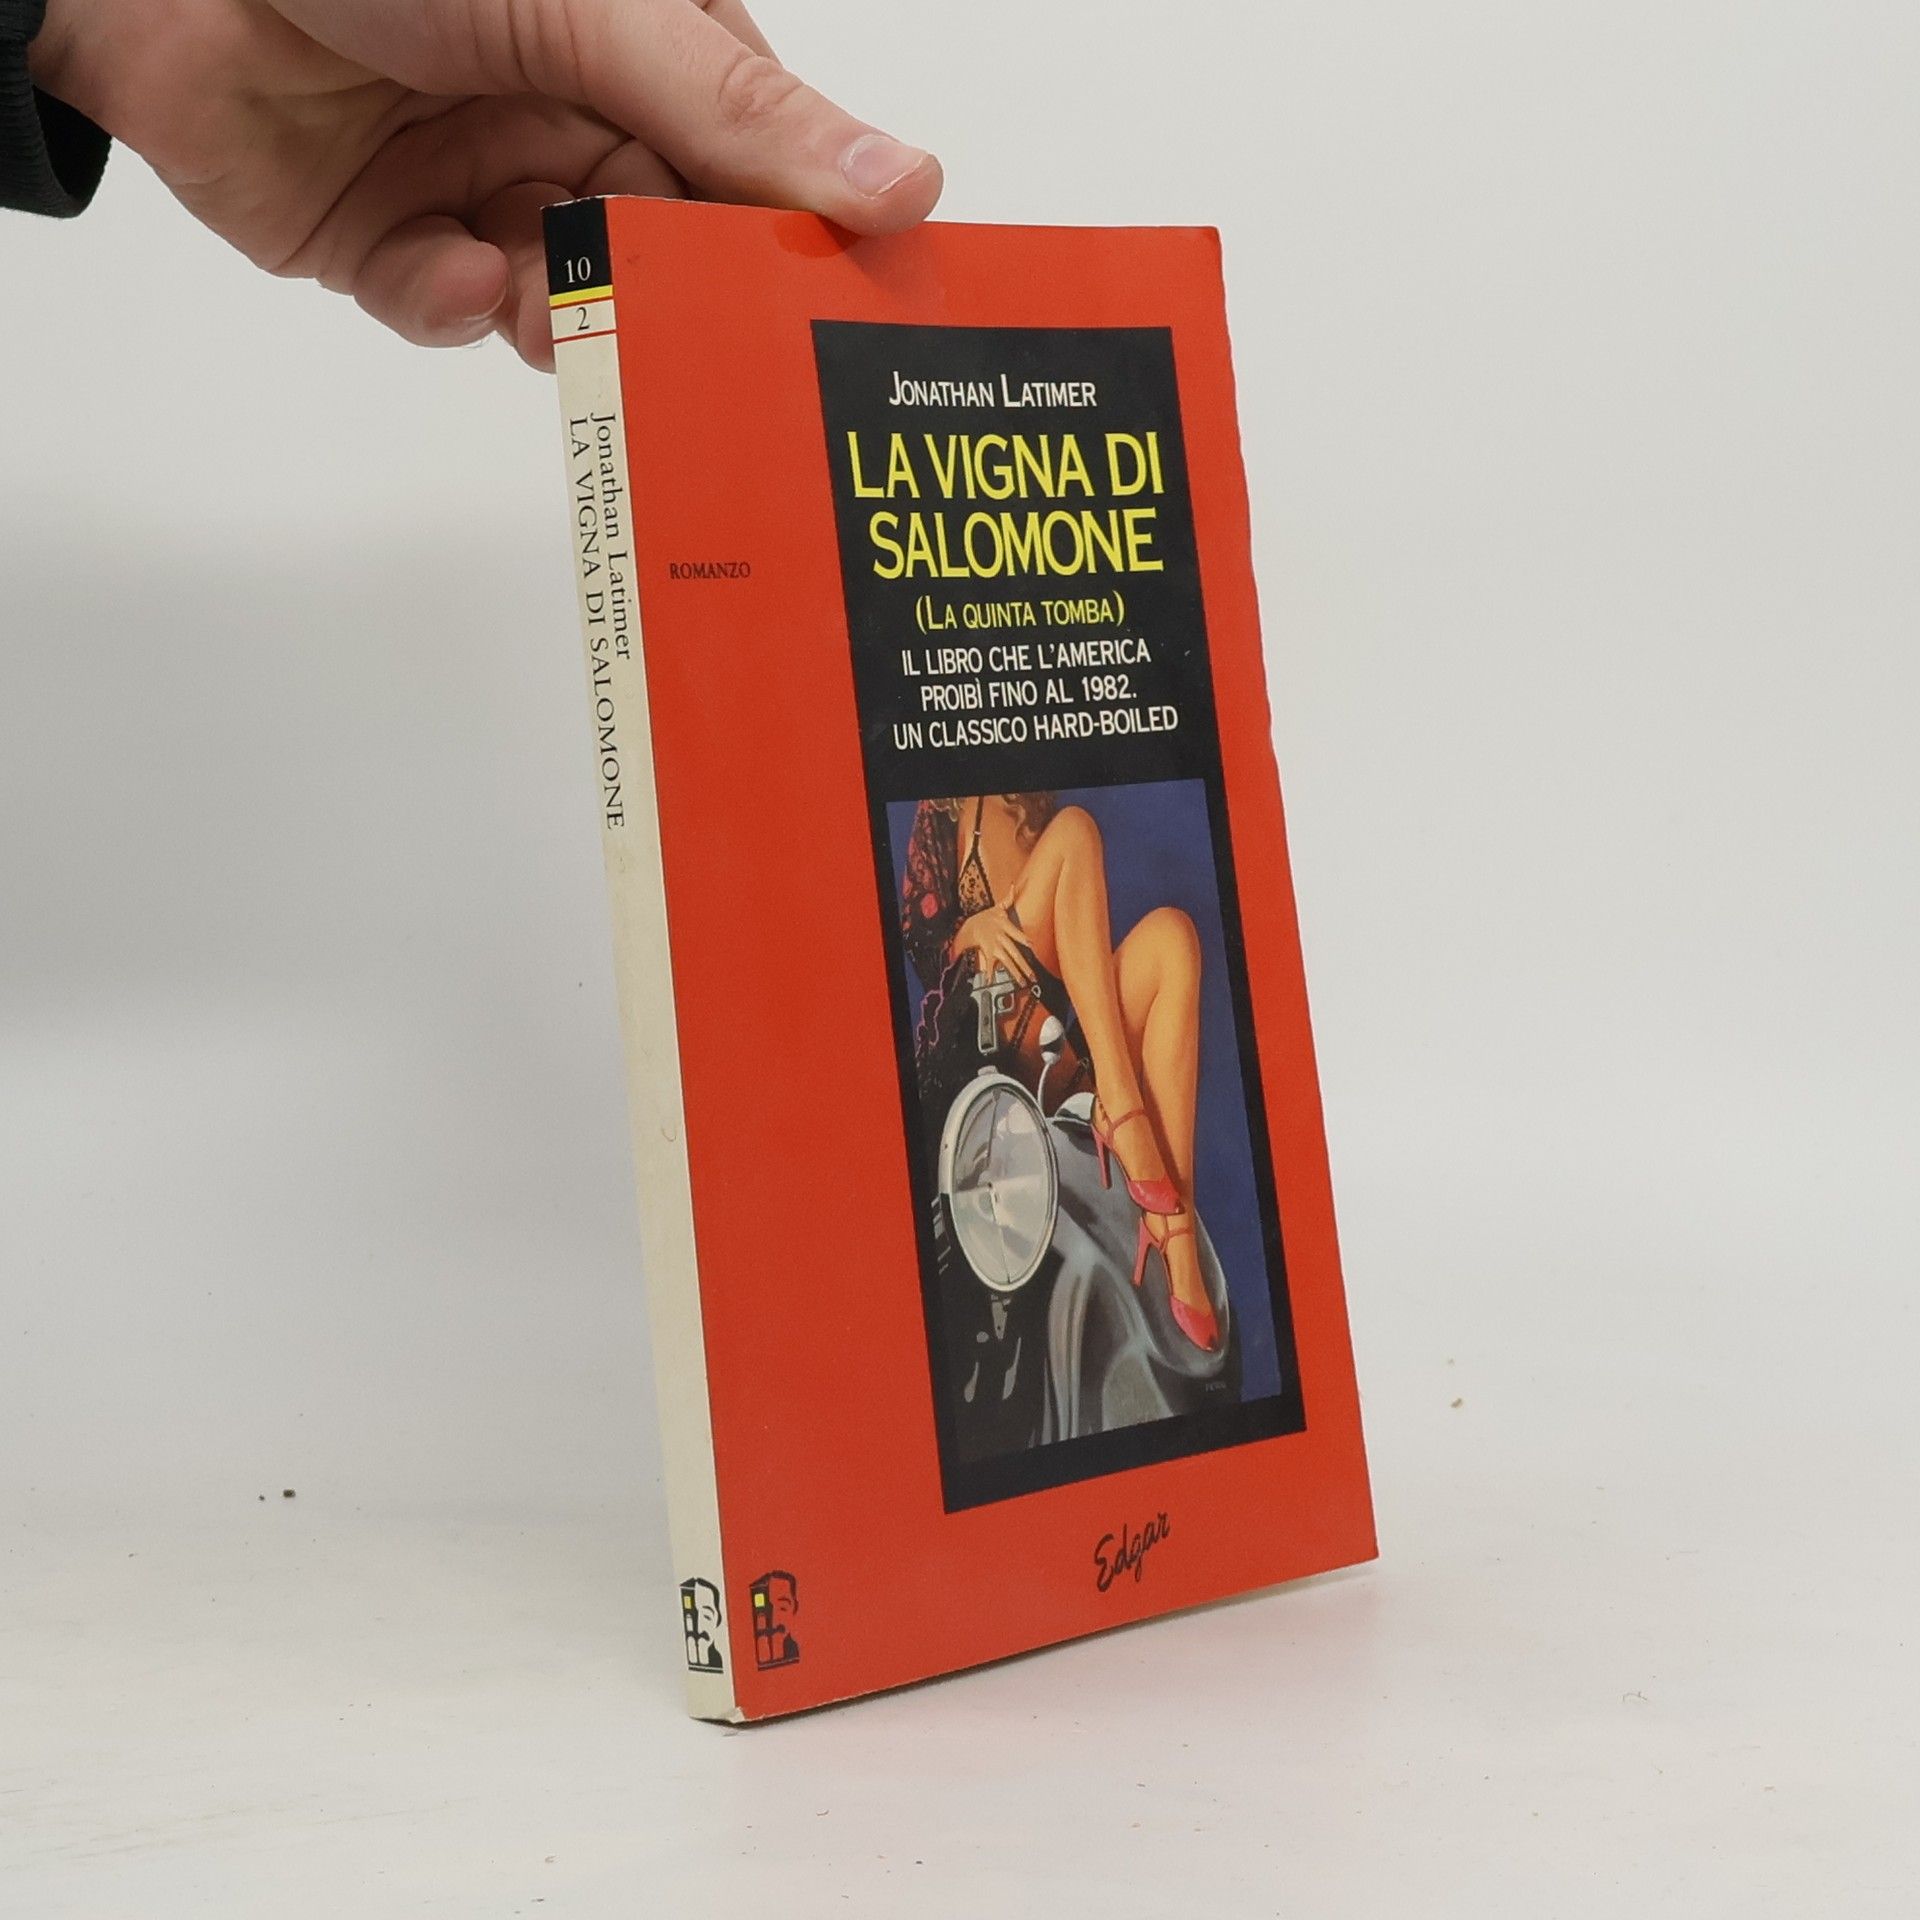 10
2
Jonathan Latimer
LA VIGNA DI SALOMONE
JONATHAN LATIMER
LA VIGNA DI
SALOMONE
(LA QUINTA TOMBA)
IL LIBRO CHE L'AMERICA
PROIBÌ FINO AL 1982.
UN CLASSICO HARD-BOILED
ROMANZO
Edgar